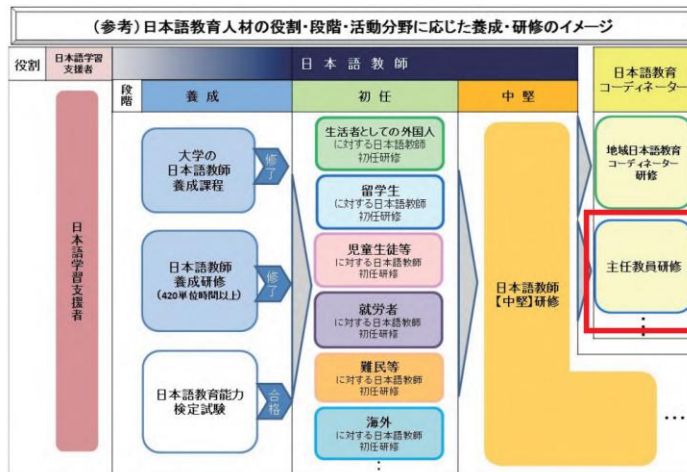 (参考)日本語教育人材の役割・段階・活動分野に応じた養成・研修のイメージ
役割
日本語学習
支援者
日本語教師
日本語教育
コーディネーター
段階
養成
初任
中堅
日本語学習支援者
大学の
日本語教師
養成課程
修了
日本語教師
養成研修
(420単位時間以上)
修了
日本語教育能力
検定試験
合格
生活者としての外国人
に対する日本語教師
初任研修
留学生
に対する日本語教師
初任研修
児童生徒等
に対する日本語教師
初任研修
就労者
に対する日本語教師
初任研修
難民等
に対する日本語教師
初任研修
海外
に対する日本語教師
初任研修
:
日本語教師
【中堅】研修
地域日本語教育
コーディネーター
研修
主任教員研修
:
…